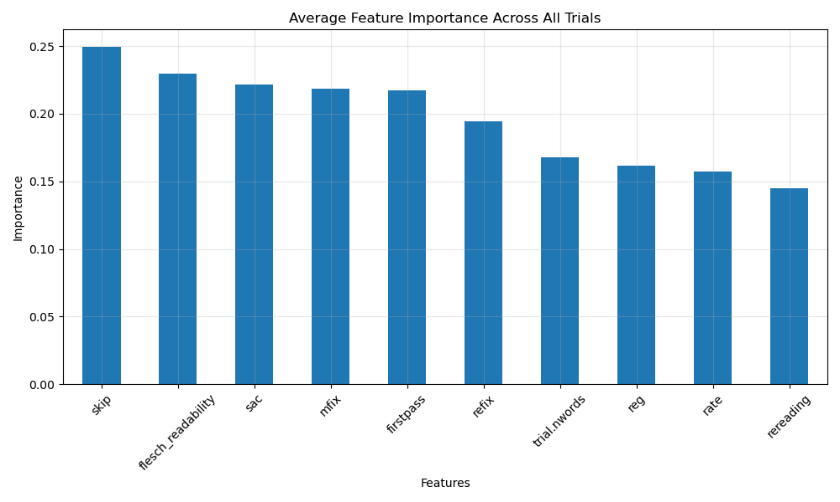 Average Feature Importance Across All Trials
Importance
0.25
0.20
0.15
0.10
0.05
0.00
skip
flesch_readability
sac
mfix
firstpass
refix
trial.nwords
reg
rate
rereading
Features